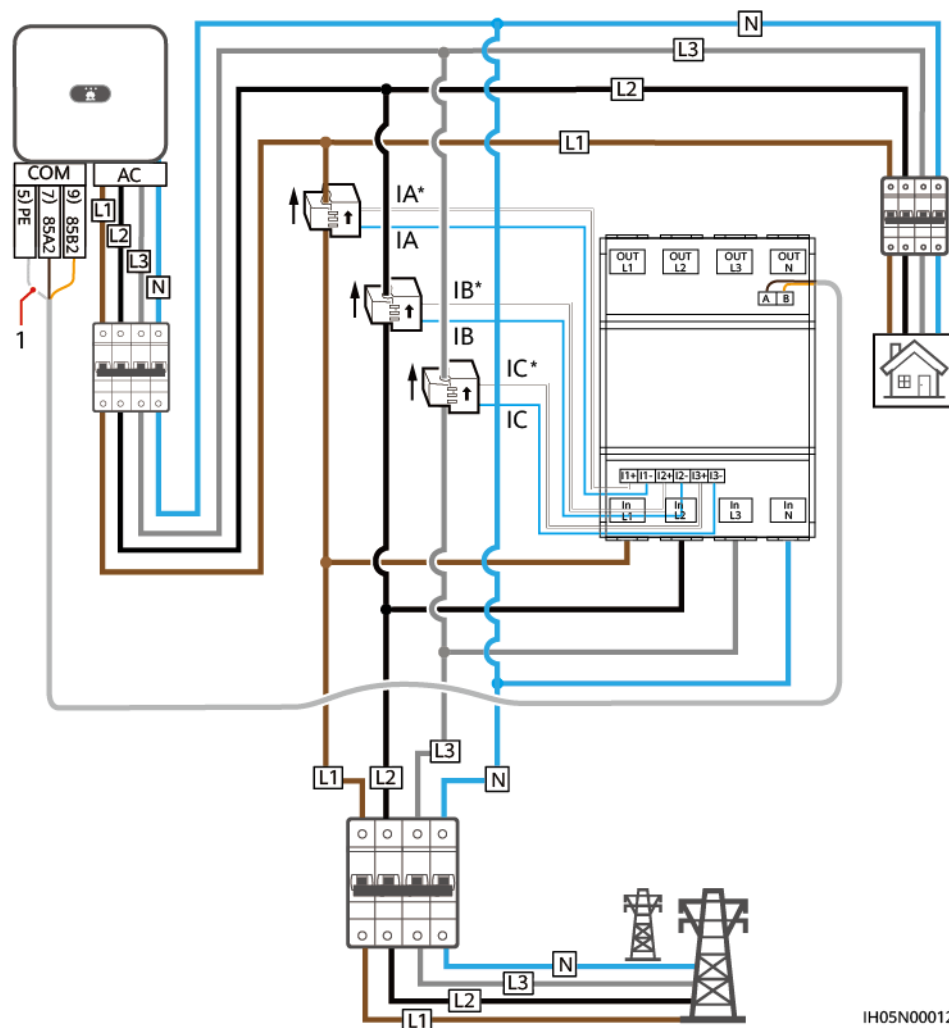 N
L3
L2
L1
COM
AC
5) PE
7) 85A2
9) 85B2
L1
L2
L3
N
1
IA*
IA
IB*
IB
IC*
IC
OUT L1
OUT L2
OUT L3
OUT N
A B
I1+ I1- I2+ I2- I3+ I3-
In L1
In L2
In L3
In N
L1
L2
L3
N
N
L3
L2
L1
IH05N00012